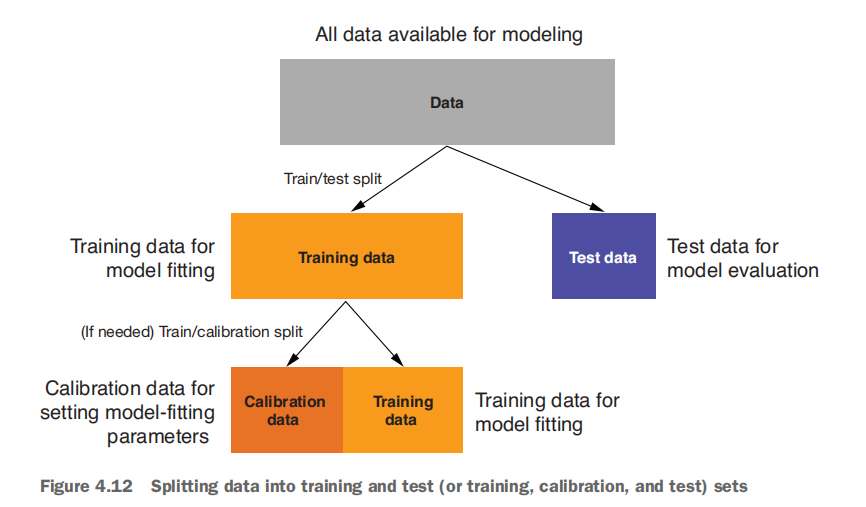 All data available for modeling
Data
Train/test split
Training data for
model fitting
Training data
Test data
Test data for
model evaluation
(If needed) Train/calibration split
Calibration data for
setting model-fitting
parameters
Calibration
data
Training
data
Training data for
model fitting
Figure 4.12 Splitting data into training and test (or training, calibration, and test) sets